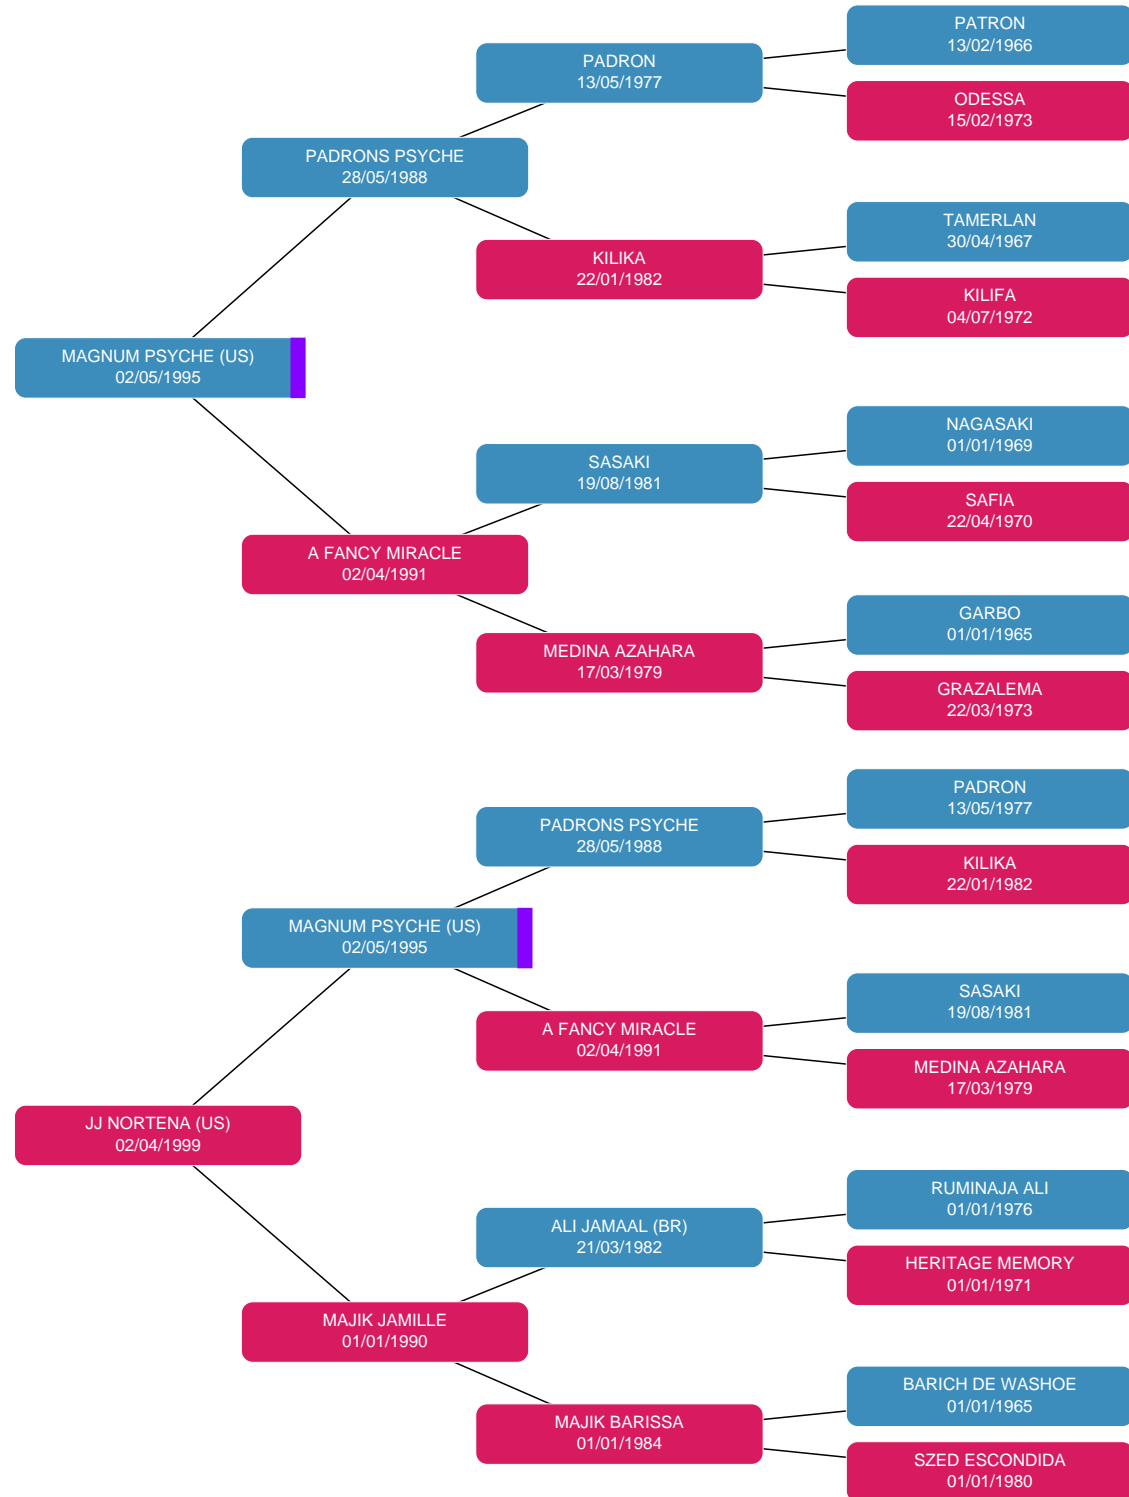 PATRON
13/02/1966
PADRON
13/05/1977
ODESSA
15/02/1973
PADRONS PSYCHE
28/05/1988
TAMERLAN
30/04/1967
KILIKA
22/01/1982
KILIFA
04/07/1972
MAGNUM PSYCHE (US)
02/05/1995
NAGASAKI
01/01/1969
SASAKI
19/08/1981
SAFIA
22/04/1970
A FANCY MIRACLE
02/04/1991
GARBO
01/01/1965
MEDINA AZAHARA
17/03/1979
GRAZALEMA
22/03/1973
PADRON
13/05/1977
PADRONS PSYCHE
28/05/1988
KILIKA
22/01/1982
MAGNUM PSYCHE (US)
02/05/1995
SASAKI
19/08/1981
A FANCY MIRACLE
02/04/1991
MEDINA AZAHARA
17/03/1979
JJ NORTENA (US)
02/04/1999
RUMINAJA ALI
01/01/1976
ALI JAMAAL (BR)
21/03/1982
HERITAGE MEMORY
01/01/1971
MAJIK JAMILLE
01/01/1990
BARICH DE WASHOE
01/01/1965
MAJIK BARISSA
01/01/1984
SZED ESCONDIDA
01/01/1980